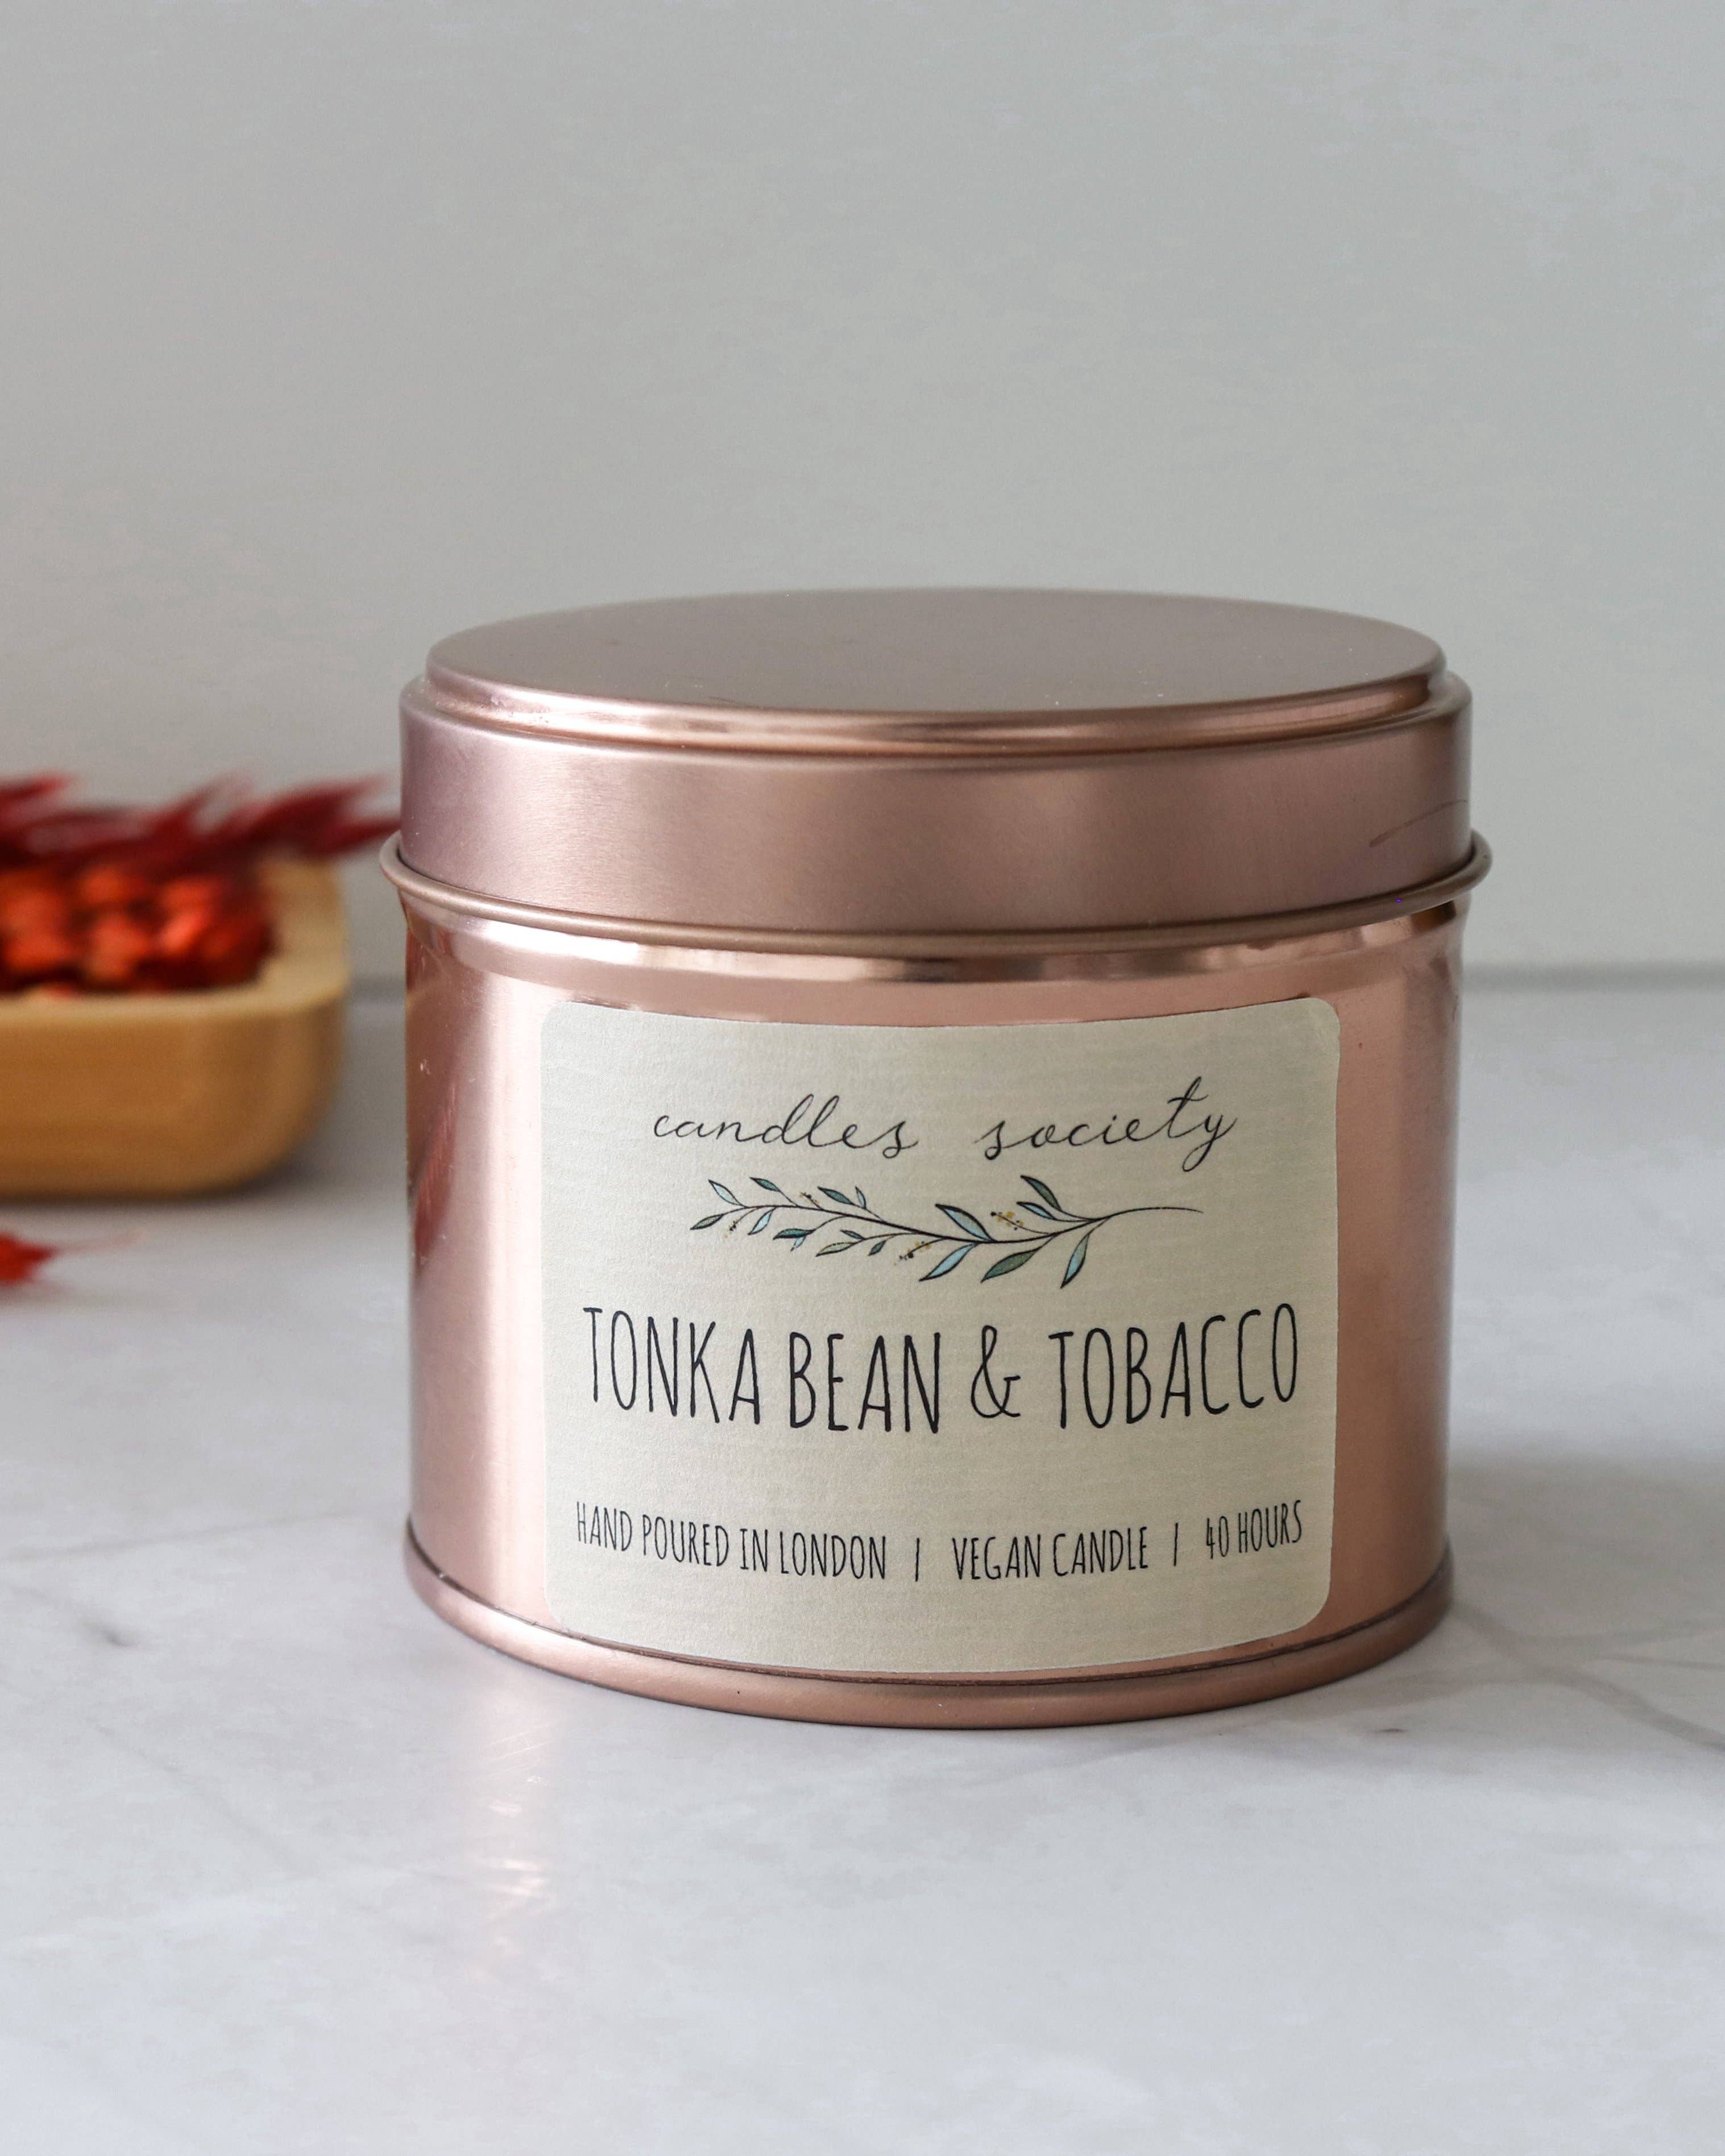 candles society
TONKA BEAN & TOBACCO
HAND POURED IN LONDON / VEGAN CANDLE / 40 HOURS